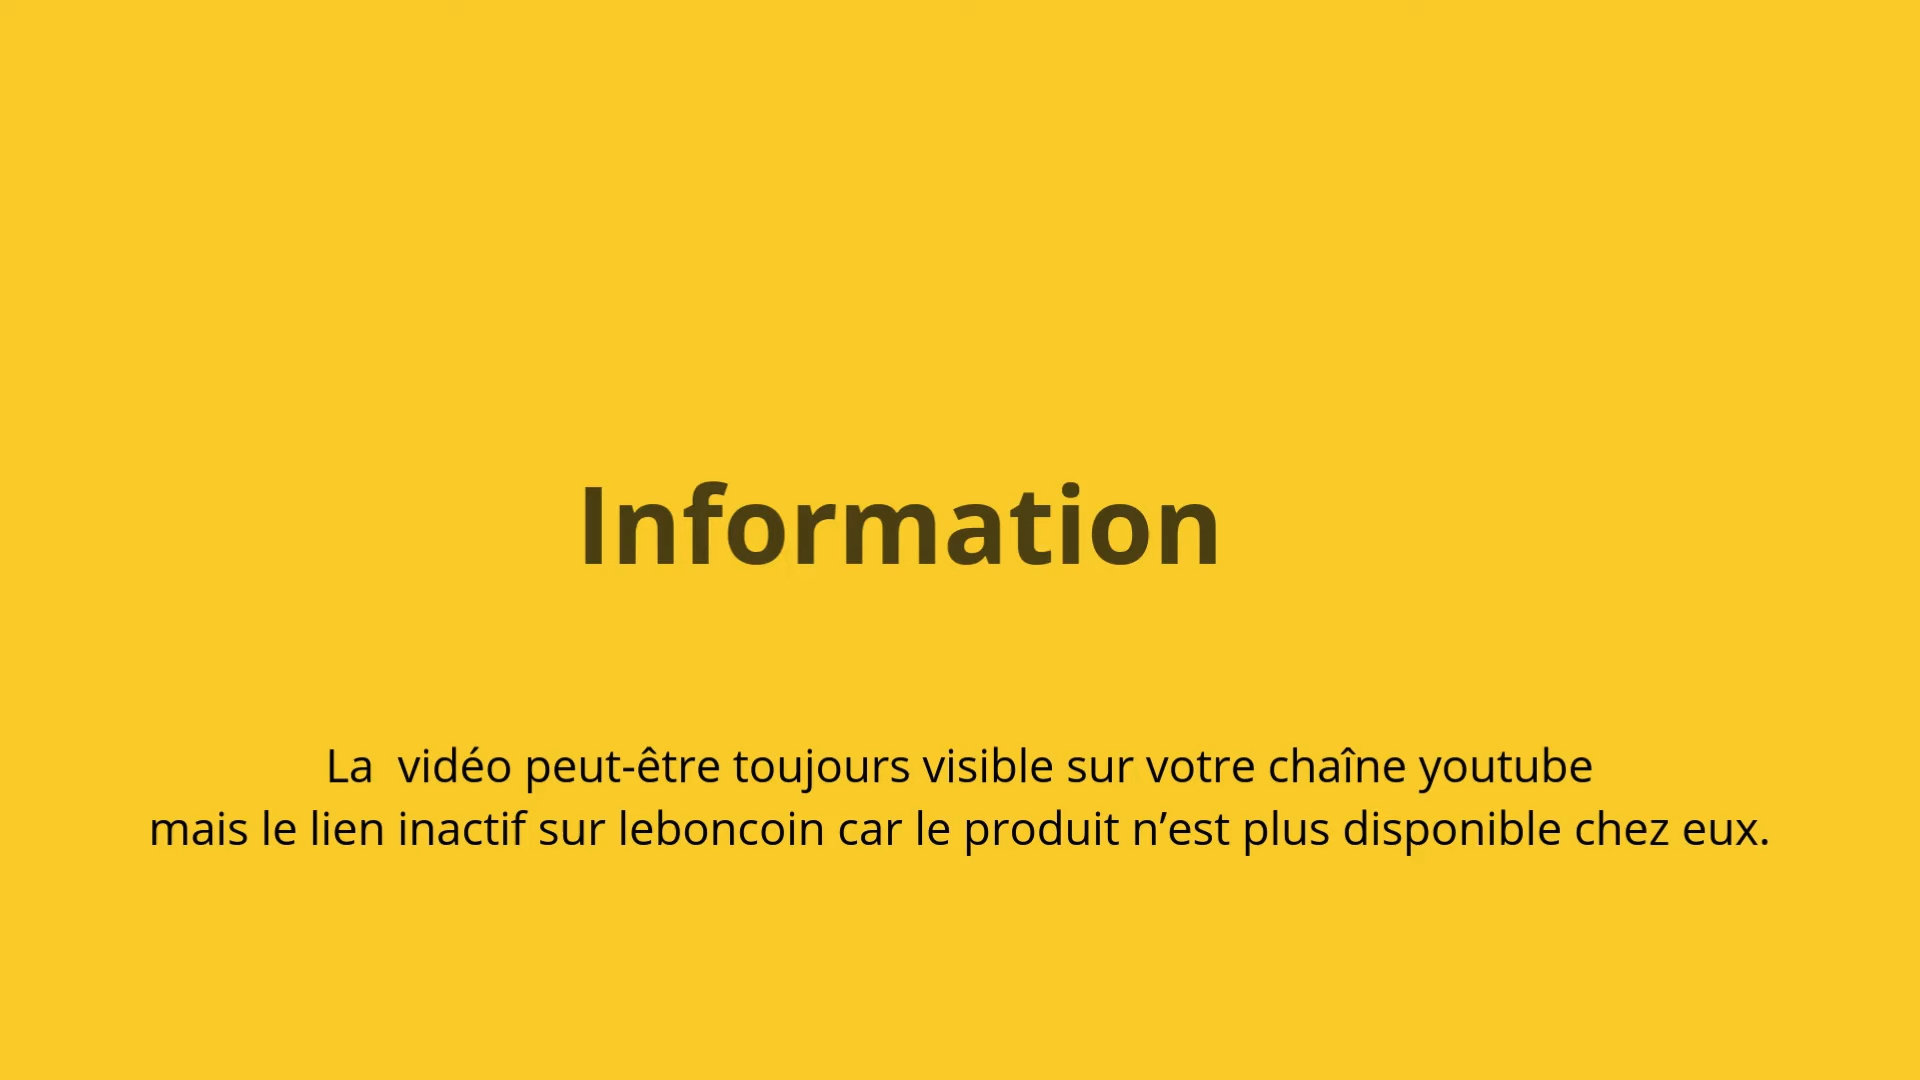 Information
La  vidéo peut-être toujours visible sur votre chaîne youtube
mais le lien inactif sur leboncoin car le produit n’est plus disponible chez eux.